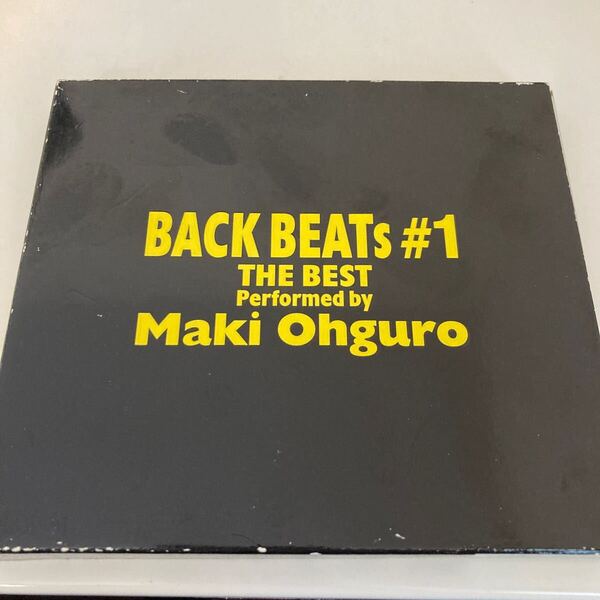 BACK BEATs #1
THE BEST
Performed by
Maki Ohguro